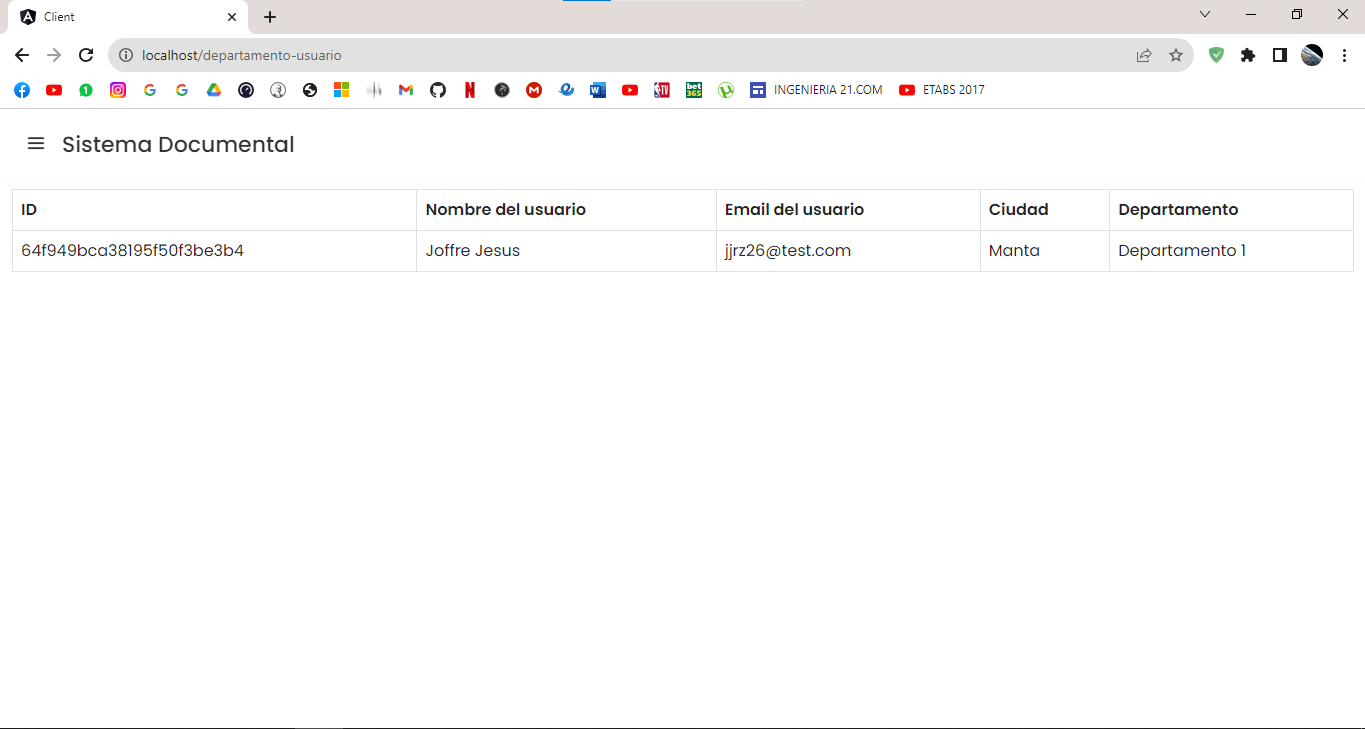 Client
localhost/departamento-usuario
INGENIERIA 21.COM ETABS 2017
Sistema Documental
ID Nombre del usuario Email del usuario Ciudad Departamento
64f949bca38195f50f3be3b4 Joffre Jesus jjrz26@test.com Manta Departamento 1